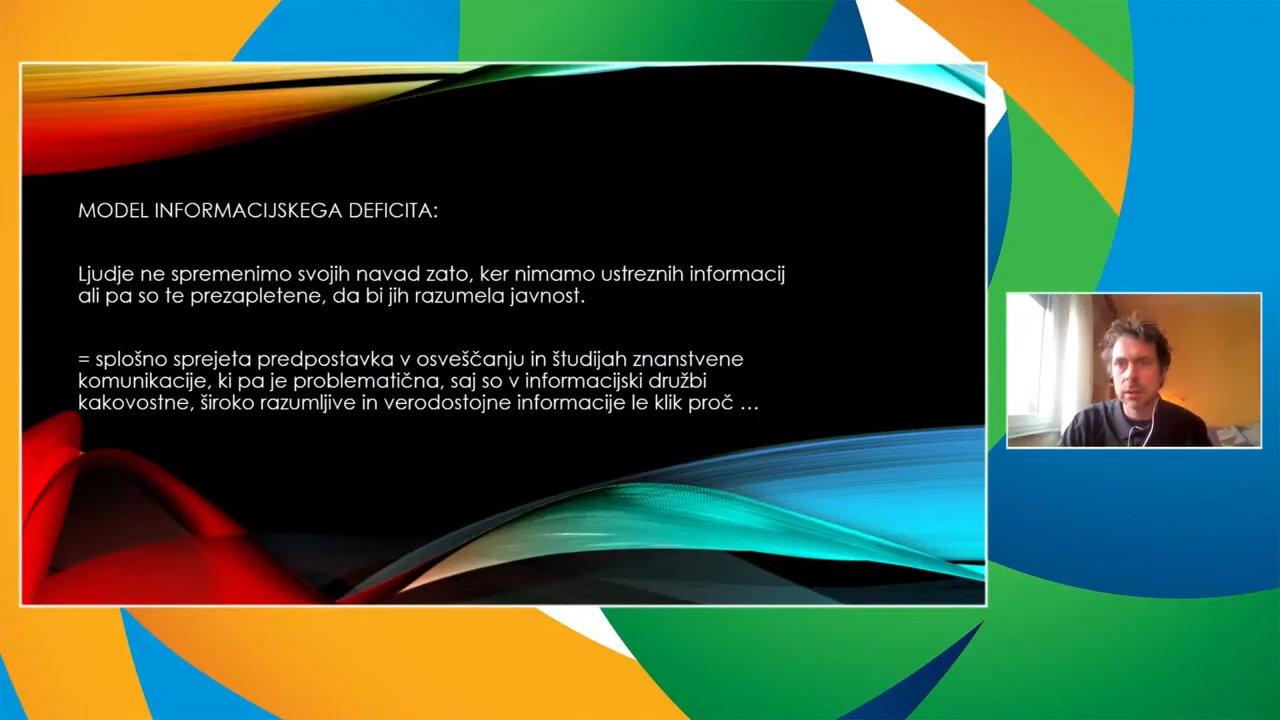 MODEL INFORMACIJSKEGA DEFICITA:
Ljudje ne spremenimo svojih navad zato, ker nimamo ustreznih informacij
ali pa so te prezapletene, da bi jih razumela javnost.
= splošno sprejeta predpostavka v osveščanju in študijah znanstvene
komunikacije, ki pa je problematična, saj so v informacijski družbi
kakovostne, široko razumljive in verodostojne informacije le klik proč ...